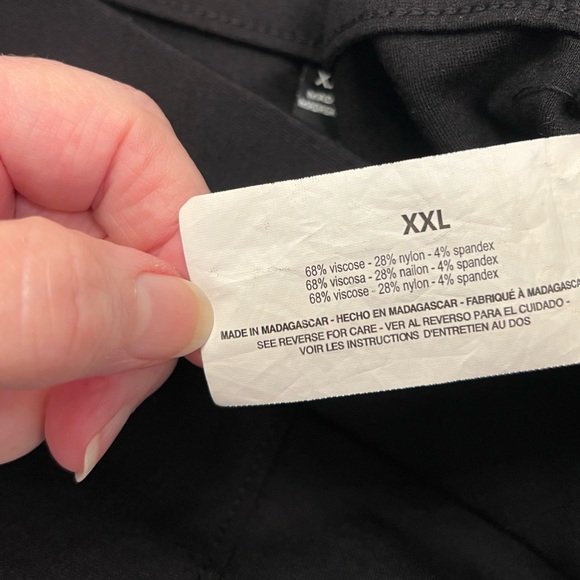 X
XXL
68% viscose - 28% nylon - 4% spandex
68% viscosa - 28% nailon - 4% spandex
68% viscose - 28% nylon - 4% spandex
MADE IN MADAGASCAR - HECHO EN MADAGASCAR - FABRIQUÉ À MADAGASCA
SEE REVERSE FOR CARE - VER AL REVERSO PARA EL CUIDADO -
VOIR LES INSTRUCTIONS D'ENTRETIEN AU DOS